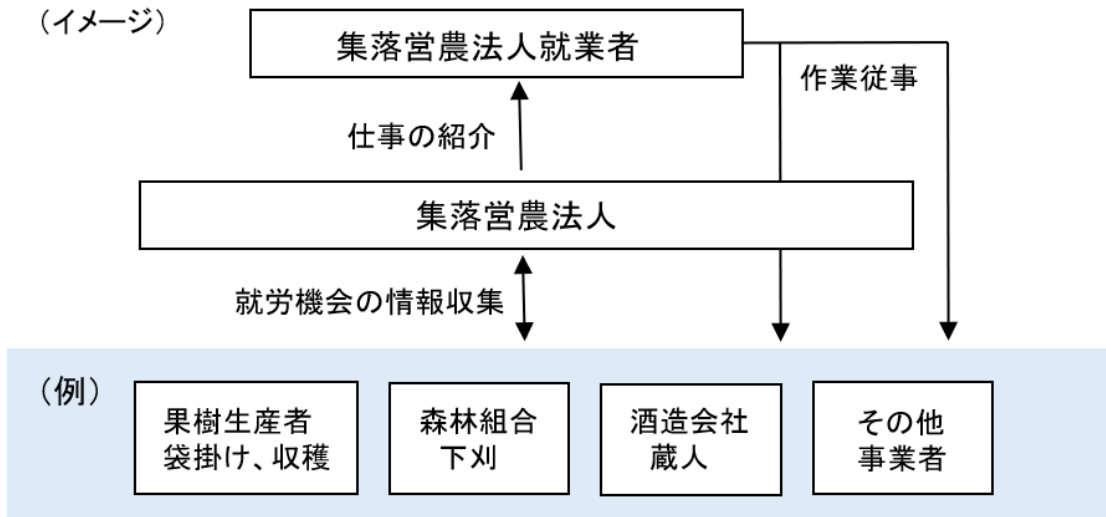 （イメージ）
集落営農法人就業者
作業従事
仕事の紹介
集落営農法人
就労機会の情報収集
（例）
果樹生産者
袋掛け、収穫
森林組合
下刈
酒造会社
蔵人
その他
事業者